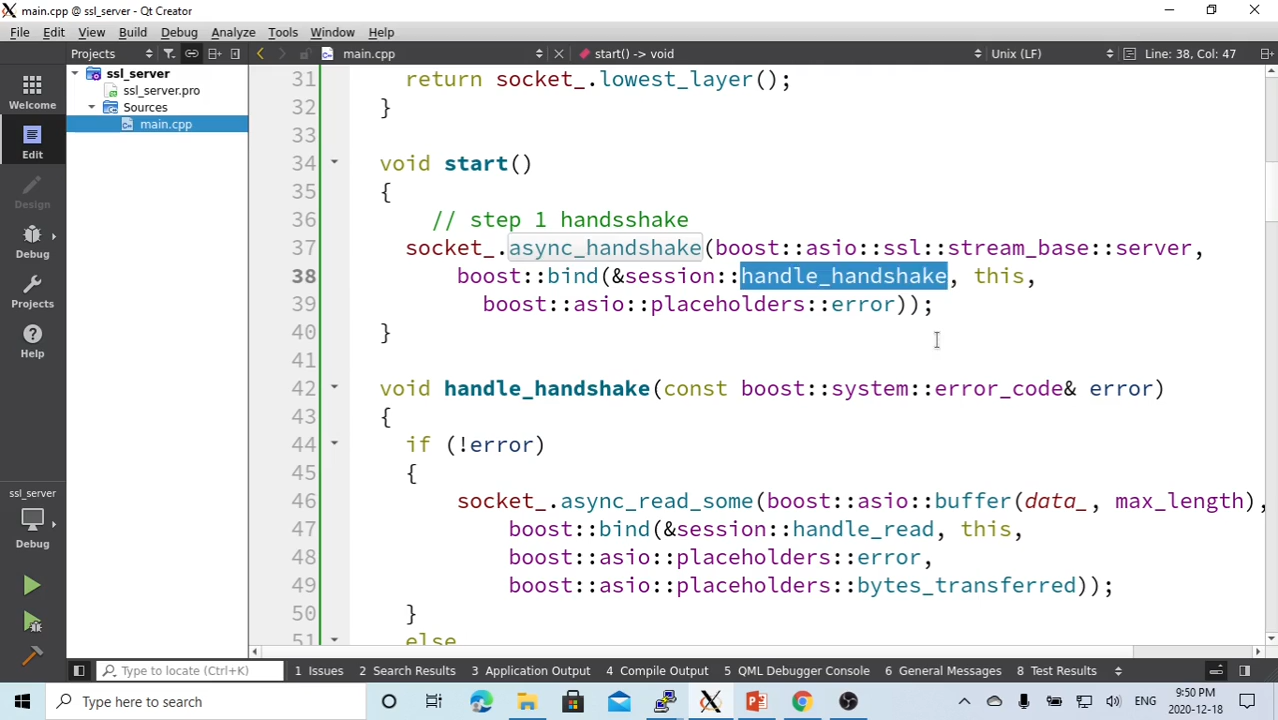 main.cpp @ ssl_server - Qt Creator
File Edit View Build Debug Analyze Tools Window Help
Projects main.cpp start() -> void Unix (LF) Line: 38, Col: 47
ssl_server
ssl_server.pro
Sources
main.cpp
Welcome
Edit
Design
Debug
Projects
Help
ssl_server
Debug
31 return socket_.lowest_layer();
32 }
33
34 void start()
35 {
36 // step 1 handsshake
37 socket_.async_handshake(boost::asio::ssl::stream_base::server,
38 boost::bind(&session::handle_handshake, this,
39 boost::asio::placeholders::error));
40 }
41
42 void handle_handshake(const boost::system::error_code& error)
43 {
44 if (!error)
45 {
46 socket_.async_read_some(boost::asio::buffer(data_, max_length),
47 boost::bind(&session::handle_read, this,
48 boost::asio::placeholders::error,
49 boost::asio::placeholders::bytes_transferred));
50 }
51 else
Type to locate (Ctrl+K) 1 Issues 2 Search Results 3 Application Output 4 Compile Output 5 QML Debugger Console 6 General Messages 8 Test Results
Type here to search
ENG
9:50 PM
2020-12-18